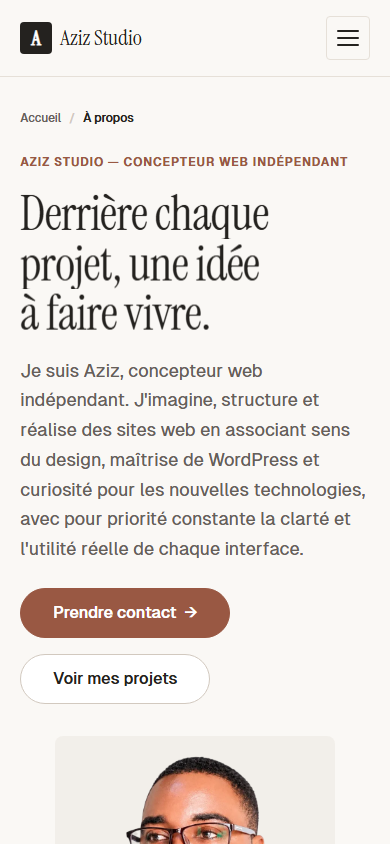 A Aziz Studio
Accueil / À propos
AZIZ STUDIO — CONCEPTEUR WEB INDÉPENDANT
Derrière chaque
projet, une idée
à faire vivre.
Je suis Aziz, concepteur web
indépendant. J'imagine, structure et
réalise des sites web en associant sens
du design, maîtrise de WordPress et
curiosité pour les nouvelles technologies,
avec pour priorité constante la clarté et
l'utilité réelle de chaque interface.
Prendre contact →
Voir mes projets